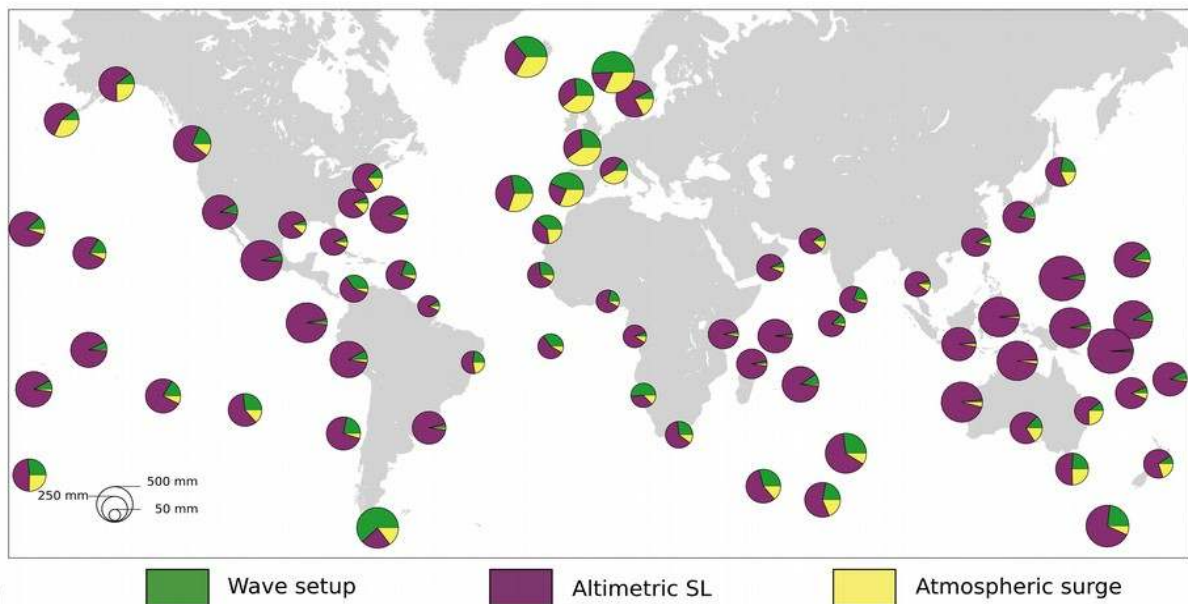 500 mm
250 mm
50 mm
Wave setup
Altimetric SL
Atmospheric surge